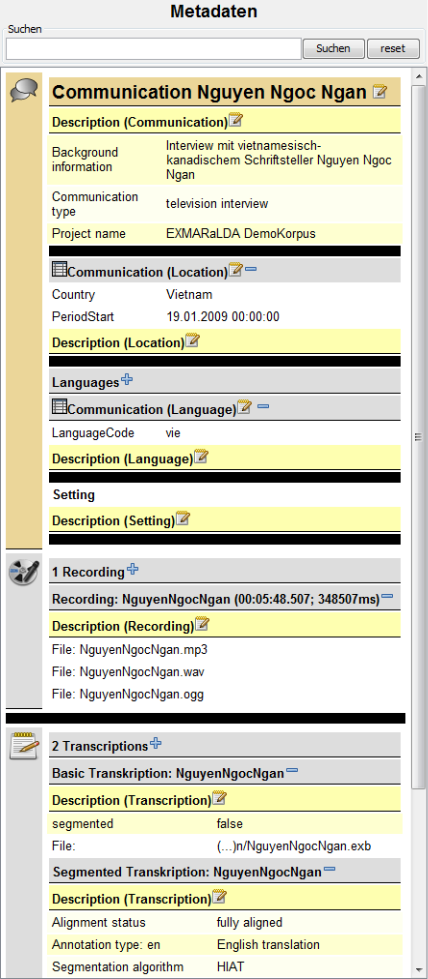 Metadaten
Suchen
Suchen reset
Communication Nguyen Ngoc Ngan
Description (Communication)
Background information Interview mit vietnamesisch-kanadischem Schriftsteller Nguyen Ngoc Ngan
Communication type television interview
Project name EXMARaLDA DemoKorpus
Communication (Location)
Country Vietnam
PeriodStart 19.01.2009 00:00:00
Description (Location)
Languages
Communication (Language)
LanguageCode vie
Description (Language)
Setting
Description (Setting)
1 Recording
Recording: NguyenNgocNgan (00:05:48.507; 348507ms)
Description (Recording)
File: NguyenNgocNgan.mp3
File: NguyenNgocNgan.wav
File: NguyenNgocNgan.ogg
2 Transcriptions
Basic Transkription: NguyenNgocNgan
Description (Transcription)
segmented false
File: (...)n/NguyenNgocNgan.exb
Segmented Transkription: NguyenNgocNgan
Description (Transcription)
Alignment status fully aligned
Annotation type: en English translation
Segmentation algorithm HIAT